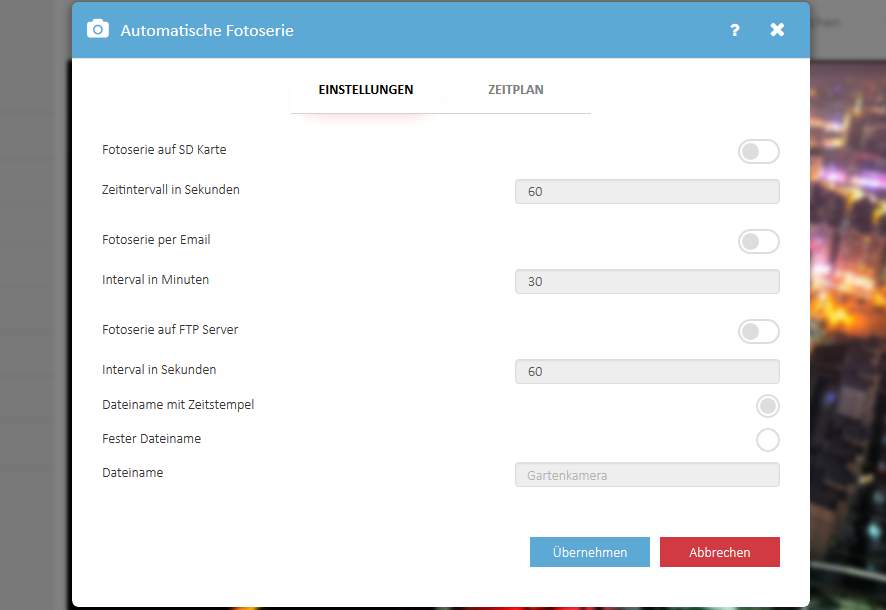 Automatische Fotoserie ?
EINSTELLUNGEN ZEITPLAN
Fotoserie auf SD Karte
Zeitintervall in Sekunden 60
Fotoserie per Email
Interval in Minuten 30
Fotoserie auf FTP Server
Interval in Sekunden 60
Dateiname mit Zeitstempel
Fester Dateiname
Dateiname Gartenkamera
Übernehmen Abbrechen